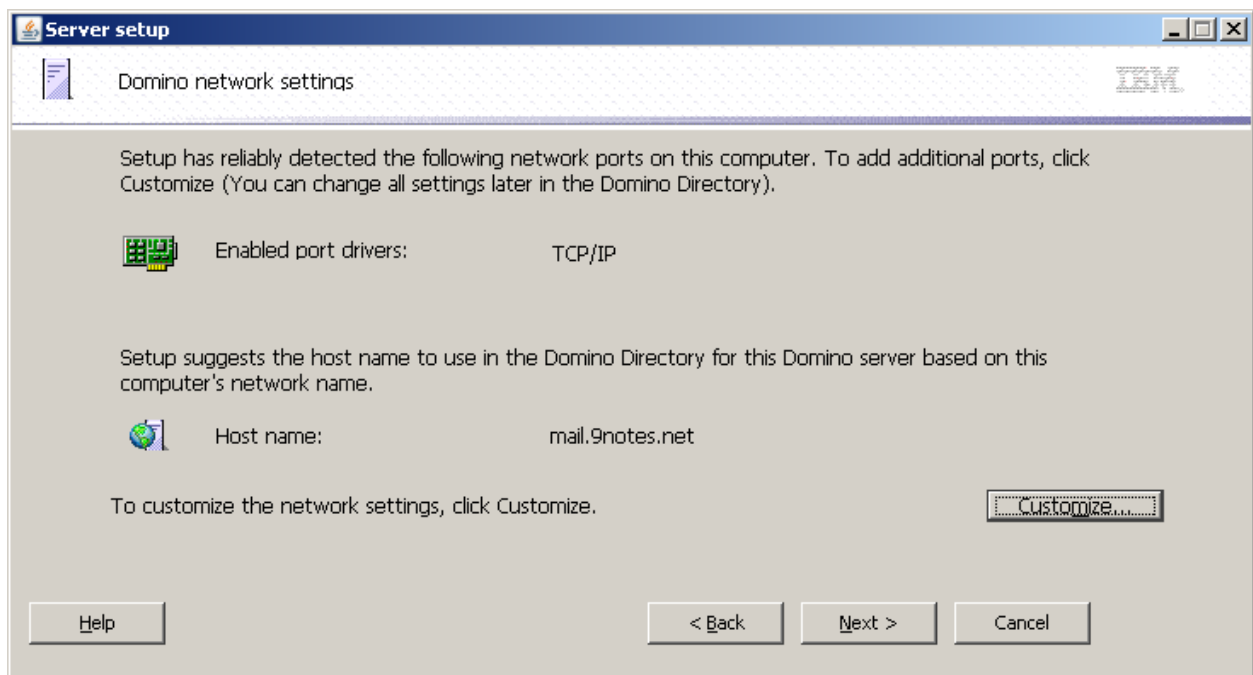 Server setup
Domino network settings
IBM.
Setup has reliably detected the following network ports on this computer. To add additional ports, click
Customize (You can change all settings later in the Domino Directory).
Enabled port drivers: TCP/IP
Setup suggests the host name to use in the Domino Directory for this Domino server based on this
computer's network name.
Host name: mail.9notes.net
To customize the network settings, click Customize. Customize...
Help < Back Next > Cancel